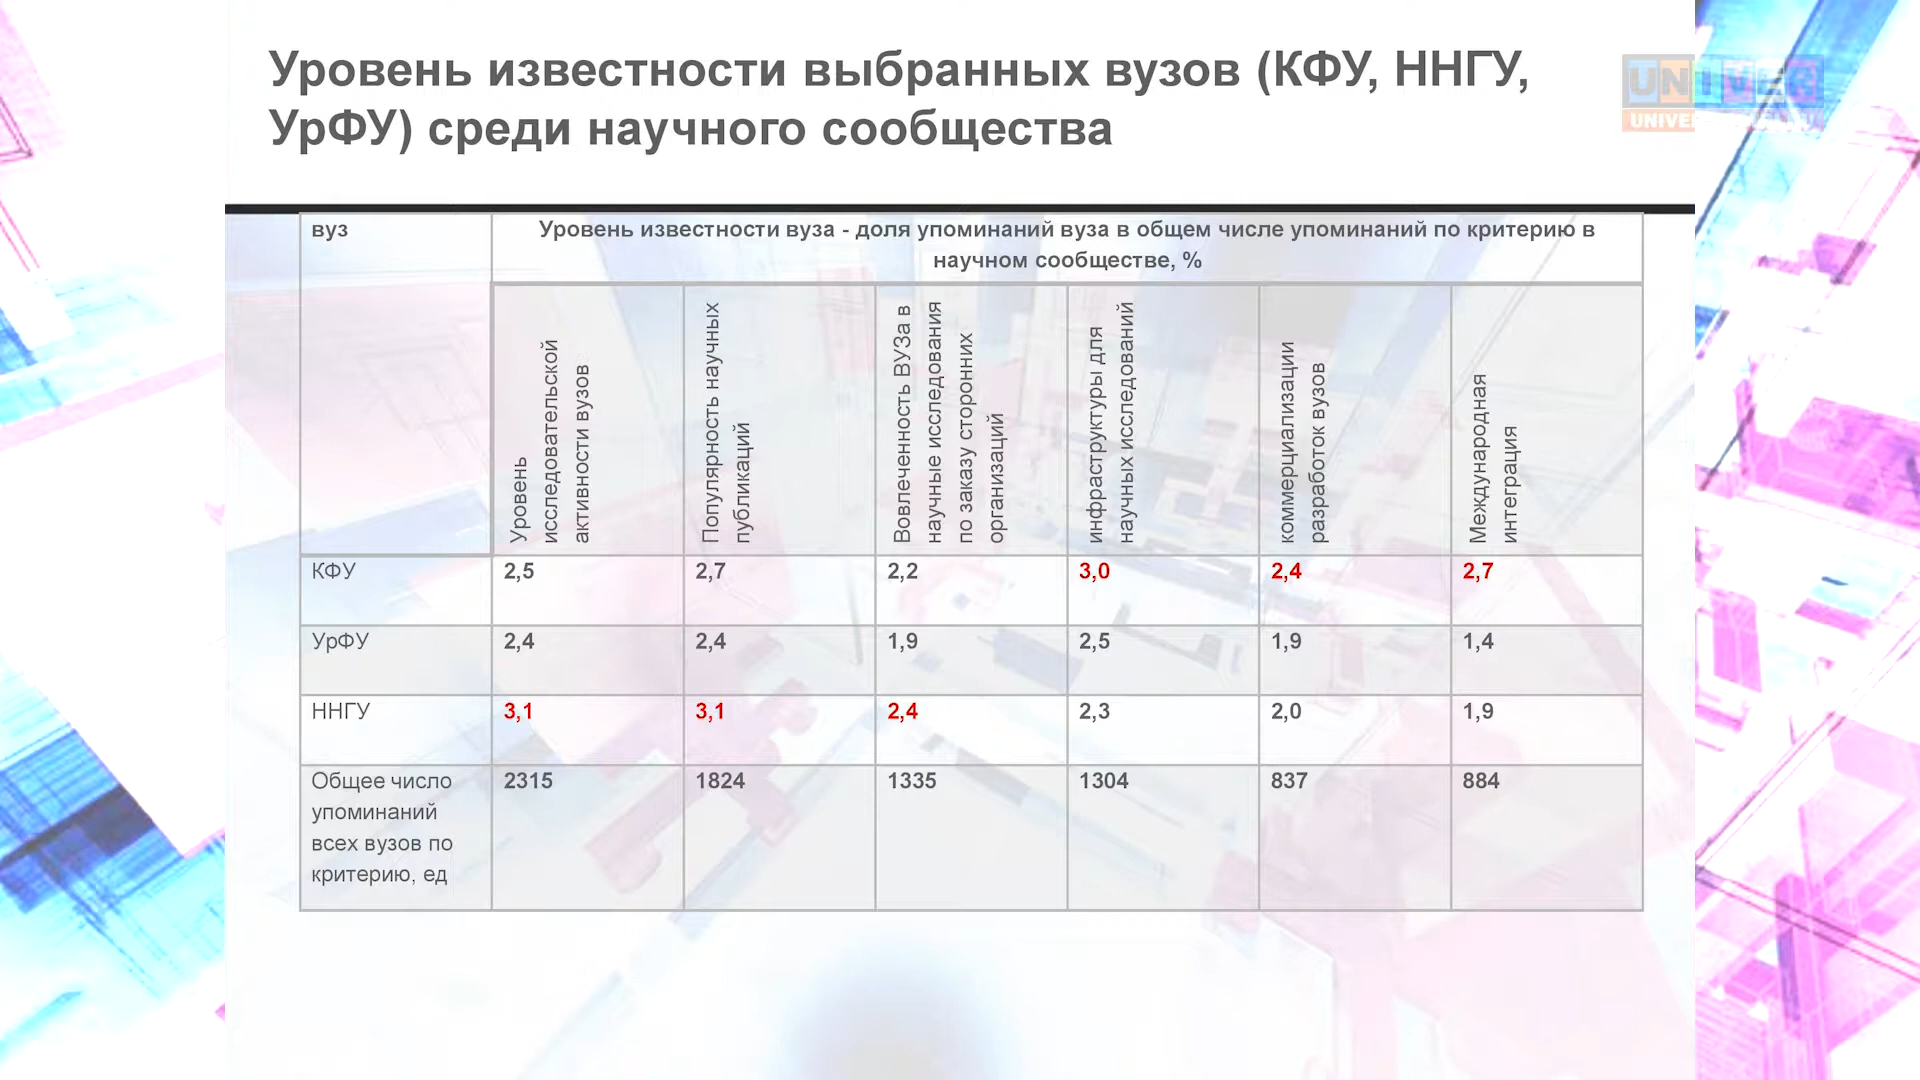 Уровень известности выбранных вузов (КФУ, ННГУ,
УрФУ) среди научного сообщества
UNIVER
вуз
Уровень известности вуза - доля упоминаний вуза в общем числе упоминаний по критерию в
научном сообществе, %
Уровень
исследовательской
активности вузов
Популярность научных
публикаций
Вовлеченность ВУЗа в
научные исследования
по заказу сторонних
организаций
инфраструктуры для
научных исследований
коммерциализации
разработок вузов
Международная
интеграция
КФУ 2,5 2,7 2,2 3,0 2,4 2,7
УрФУ 2,4 2,4 1,9 2,5 1,9 1,4
ННГУ 3,1 3,1 2,4 2,3 2,0 1,9
Общее число
упоминаний
всех вузов по
критерию, ед
2315 1824 1335 1304 837 884